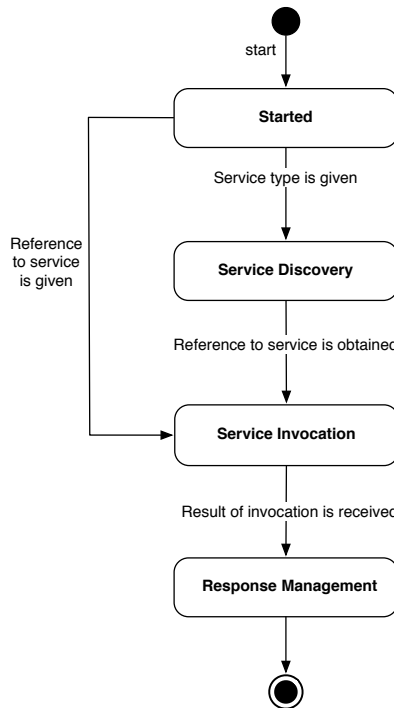 start
Started
Service type is given
Reference
to service
is given
Service Discovery
Reference to service is obtained
Service Invocation
Result of invocation is received
Response Management